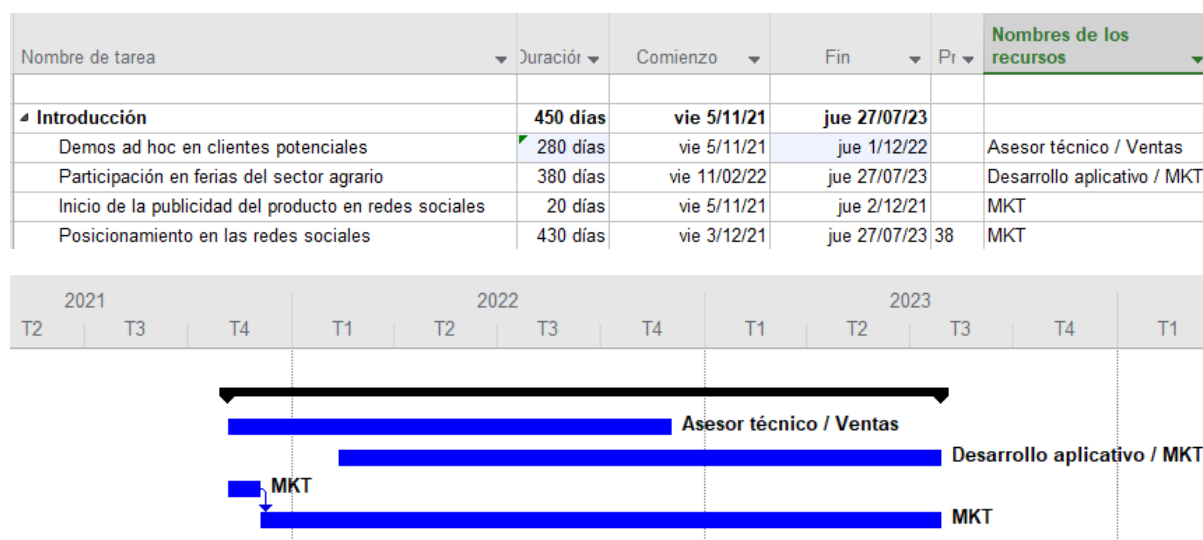 Nombre de tarea Duración Comienzo Fin Pr Nombres de los recursos
Introducción 450 días vie 5/11/21 jue 27/07/23
Demos ad hoc en clientes potenciales 280 días vie 5/11/21 jue 1/12/22 Asesor técnico / Ventas
Participación en ferias del sector agrario 380 días vie 11/02/22 jue 27/07/23 Desarrollo aplicativo / MKT
Inicio de la publicidad del producto en redes sociales 20 días vie 5/11/21 jue 2/12/21 MKT
Posicionamiento en las redes sociales 430 días vie 3/12/21 jue 27/07/23 38 MKT
2021 2022 2023
T2 T3 T4 T1 T2 T3 T4 T1 T2 T3 T4 T1
Asesor técnico / Ventas
Desarrollo aplicativo / MKT
MKT
MKT